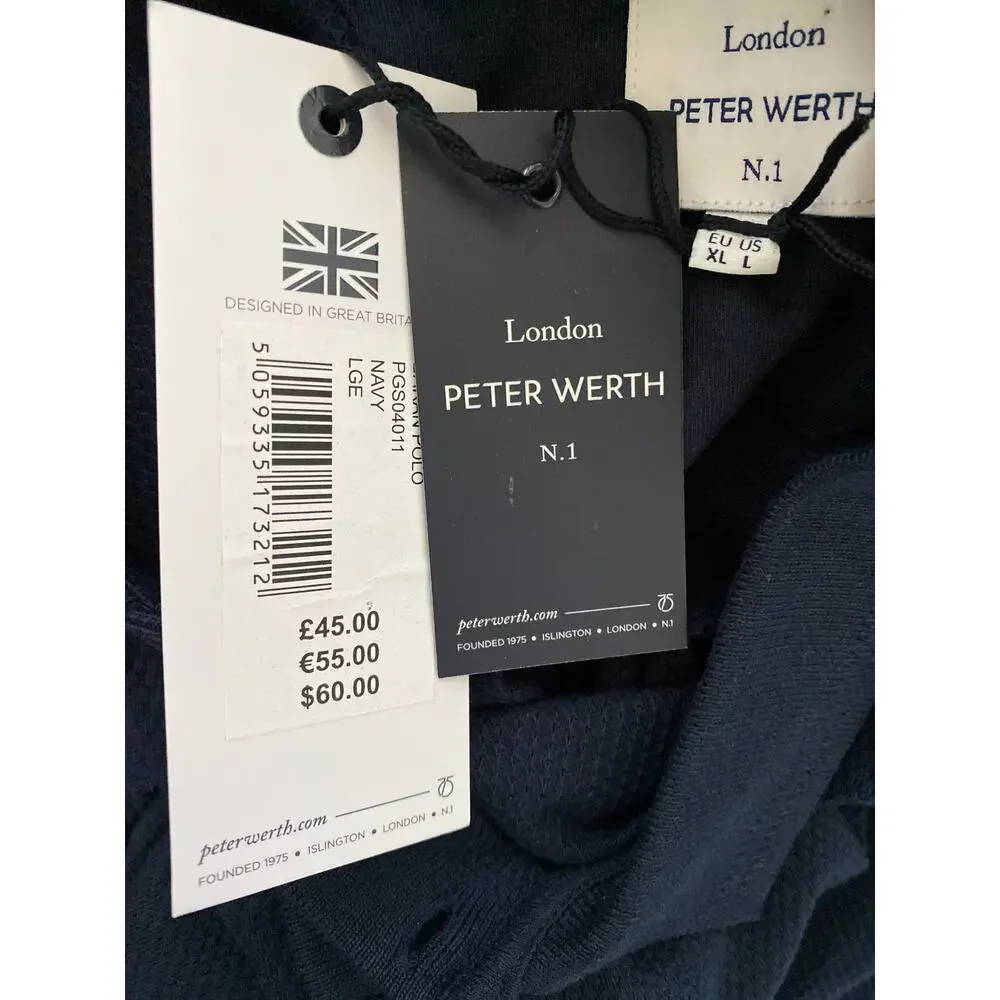 London
PETER WERTH
N.1
EU US
XL L
DESIGNED IN GREAT
POLO
PGS04011
NAVY
LGE
5 059335 173212
£45.00
€55.00
$60.00
peterwerth.com
75
FOUNDED 1975 • ISLINGTON • LONDON • N.1
London
PETER WERTH
N.1
peterwerth.com
75
FOUNDED 1975 • ISLINGTON • LONDON • N.1